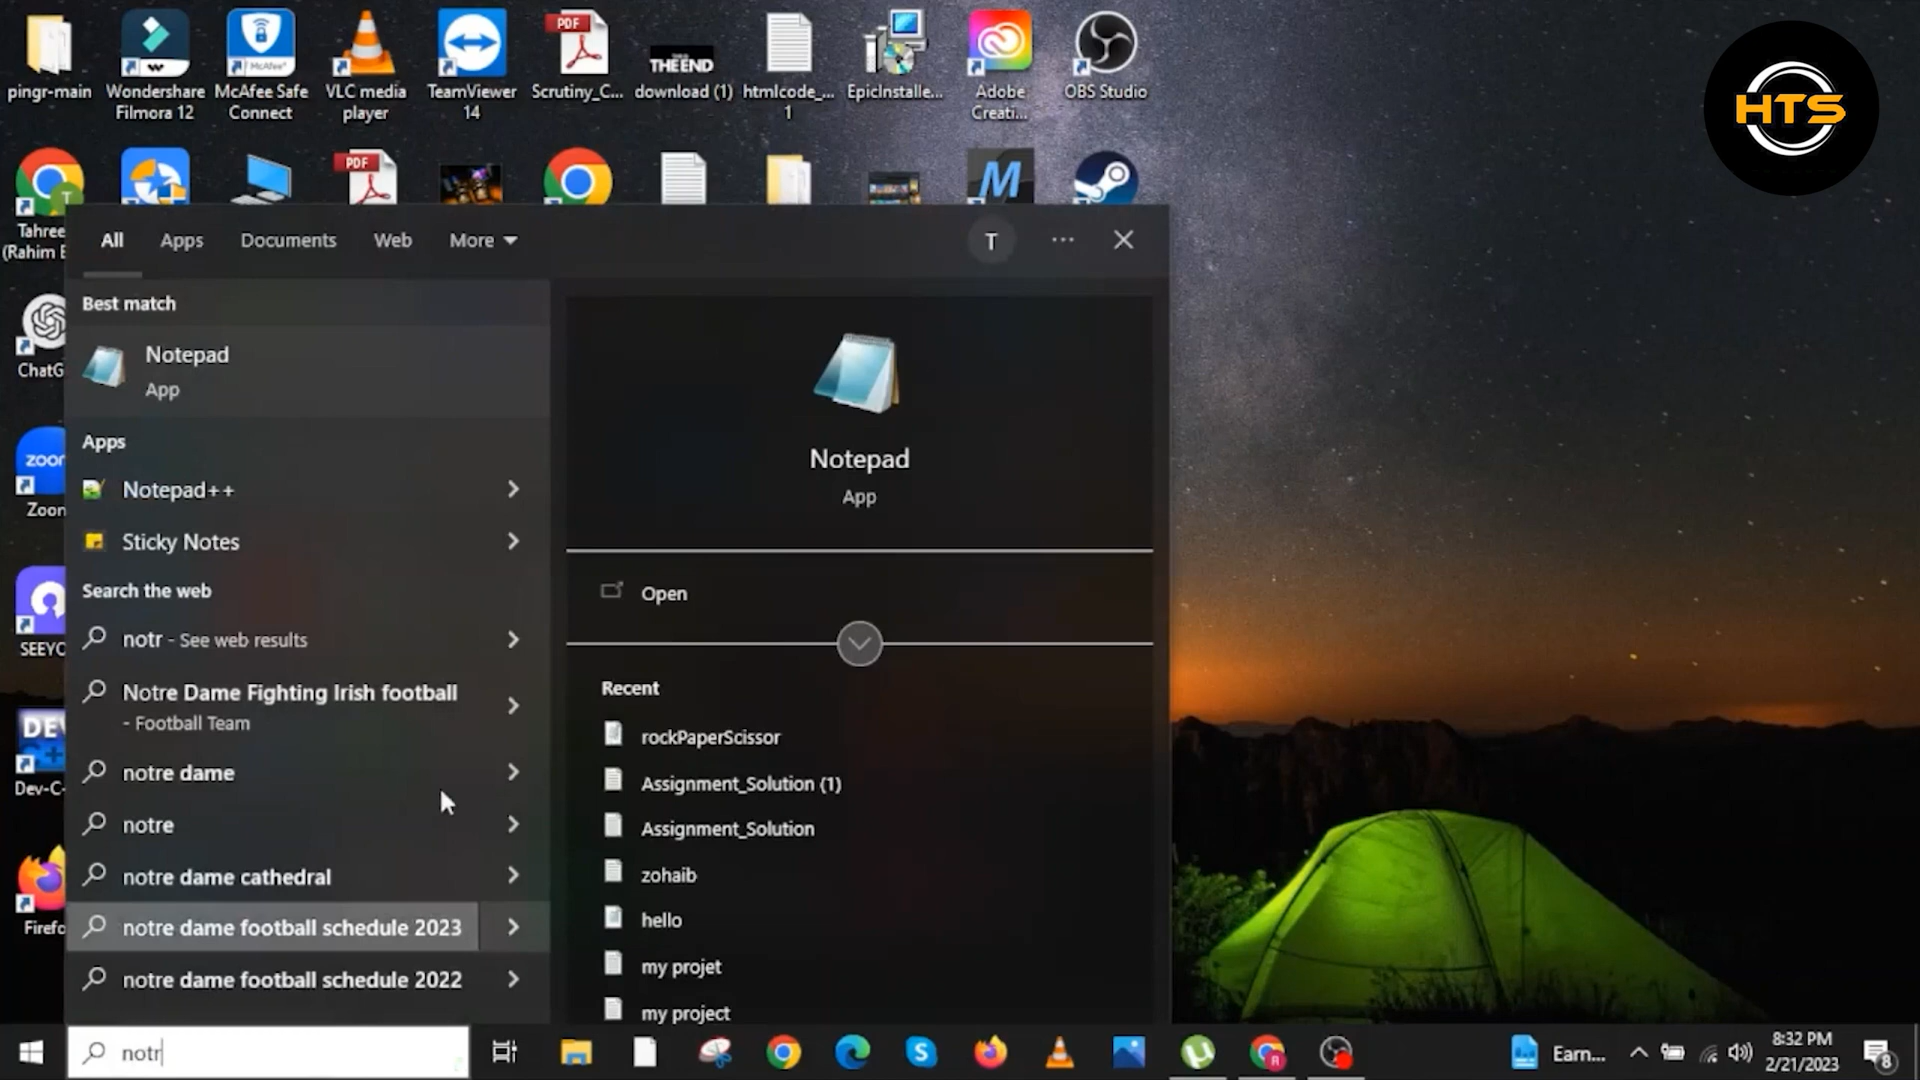 pingr-main
Wondershare
Filmora 12
McAfee Safe
Connect
VLC media
player
TeamViewer
14
PDF
Scrutiny_C...
THE END
download (1)
htmlcode_...
1
EpicInstalle...
Adobe
Creati...
OBS Studio
HTS
PDF
Tahree
(Rahim
ChatG
zoom
Zoon
SEEYO
DEV
C++
Dev-C-
Firefo
All
Apps
Documents
Web
More
T
Best match
Notepad
App
Apps
Notepad++
Sticky Notes
Search the web
notr - See web results
Notre Dame Fighting Irish football
- Football Team
notre dame
notre
notre dame cathedral
notre dame football schedule 2023
notre dame football schedule 2022
Notepad
App
Open
Recent
rockPaperScissor
Assignment_Solution (1)
Assignment_Solution
zohaib
hello
my projet
my project
notr
Earn...
8:32 PM
2/21/2023
8